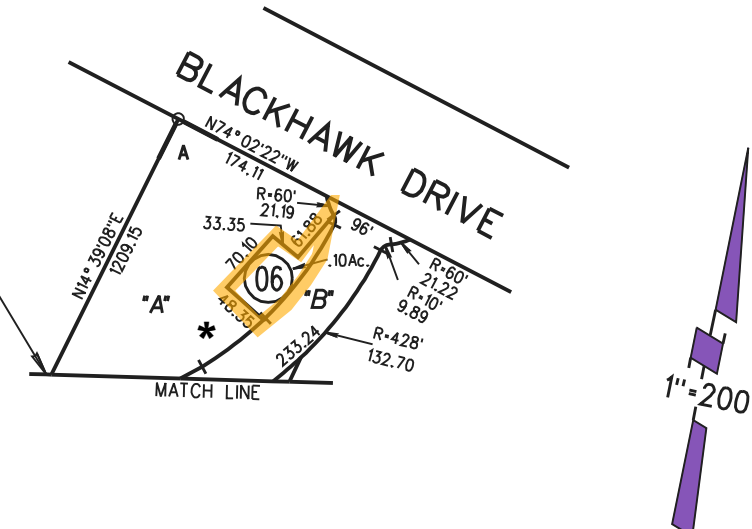 BLACKHAWK DRIVE
N74°02'22"W
174.11
A
R=60'
21.19
33.35
61.88
96'
70.10
N14°39'08"E
1209.15
06
.10Ac.
R=60'
21.22
R=10'
9.89
"A"
"B"
48.35
*
233.24
R=428'
132.70
MATCH LINE
1"=200